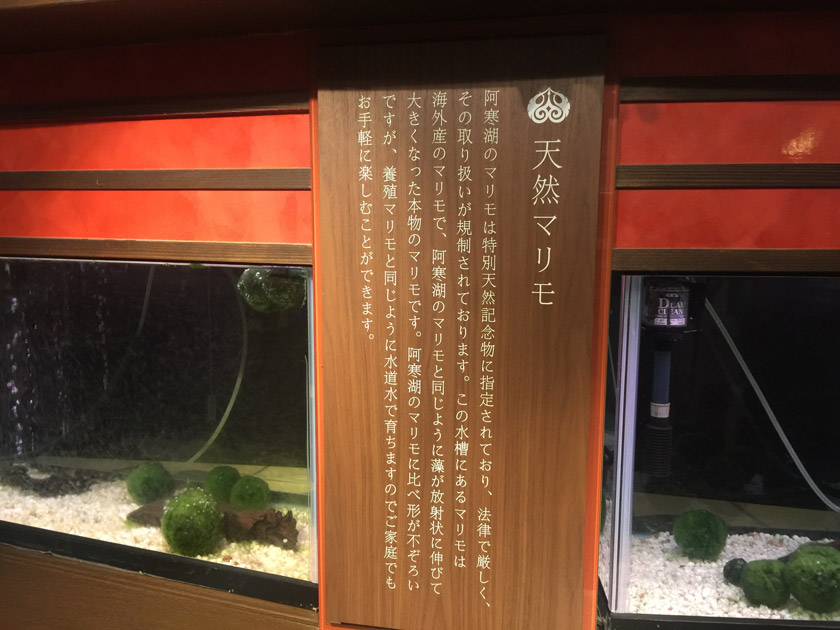 天然マリモ
阿寒湖のマリモは特別天然記念物に指定されており、法律で厳しく、
その取り扱いが規制されております。この水槽にあるマリモは
海外産のマリモで、阿寒湖のマリモと同じように藻が放射状に伸びて
大きくなった本物のマリモです。阿寒湖のマリモに比べ形が不ぞろい
ですが、養殖マリモと同じように水道水で育ちますのでご家庭でも
お手軽に楽しむことができます。